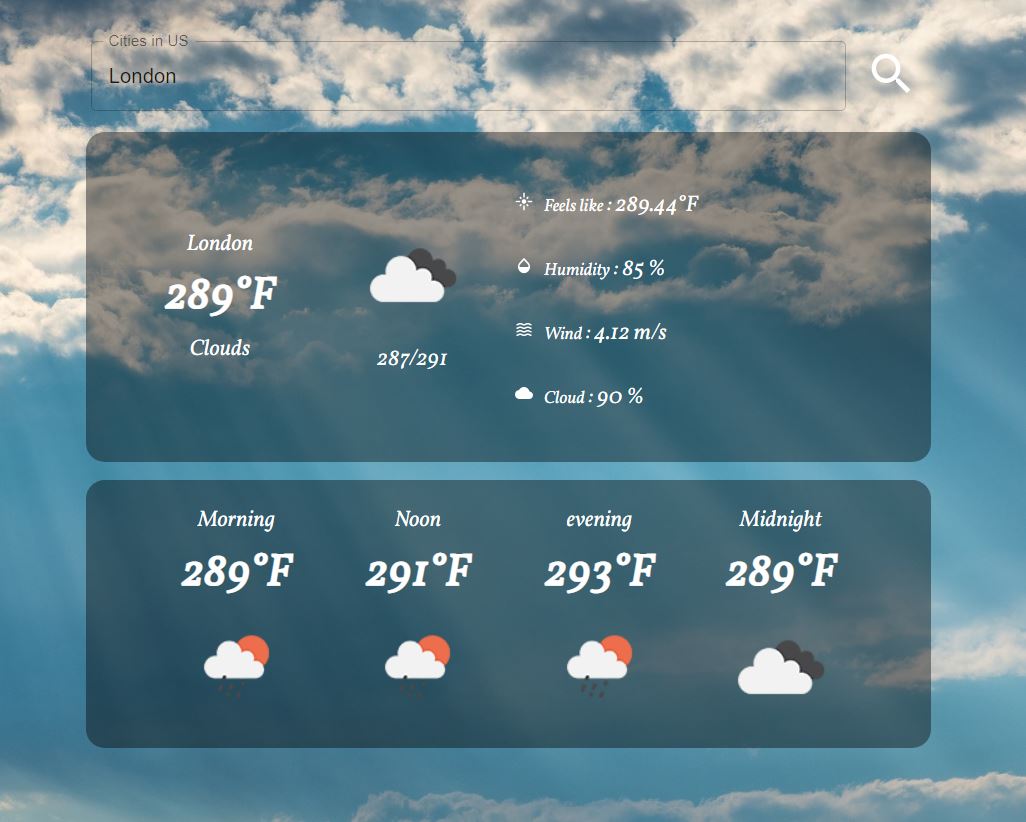 Cities in US
London
London
289°F
Clouds
287/291
Feels like : 289.44°F
Humidity : 85 %
Wind : 4.12 m/s
Cloud : 90 %
Morning
289°F
Noon
291°F
evening
293°F
Midnight
289°F